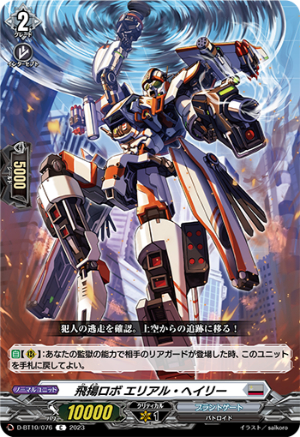 2
グレード
インターセプト
5000
犯人の逃走を確認。上空からの追跡に移る！
【自】【(R)】:あなたの監獄の能力で相手のリアガードが登場した時、このユニット
を手札に戻してよい。
ノーマルユニット
飛揚ロボ エリアル・ヘイリー
パワー 10000 クリティカル 1
ブラントゲート
バトロイド
D-BT10/076 C 2023
イラスト／saikoro